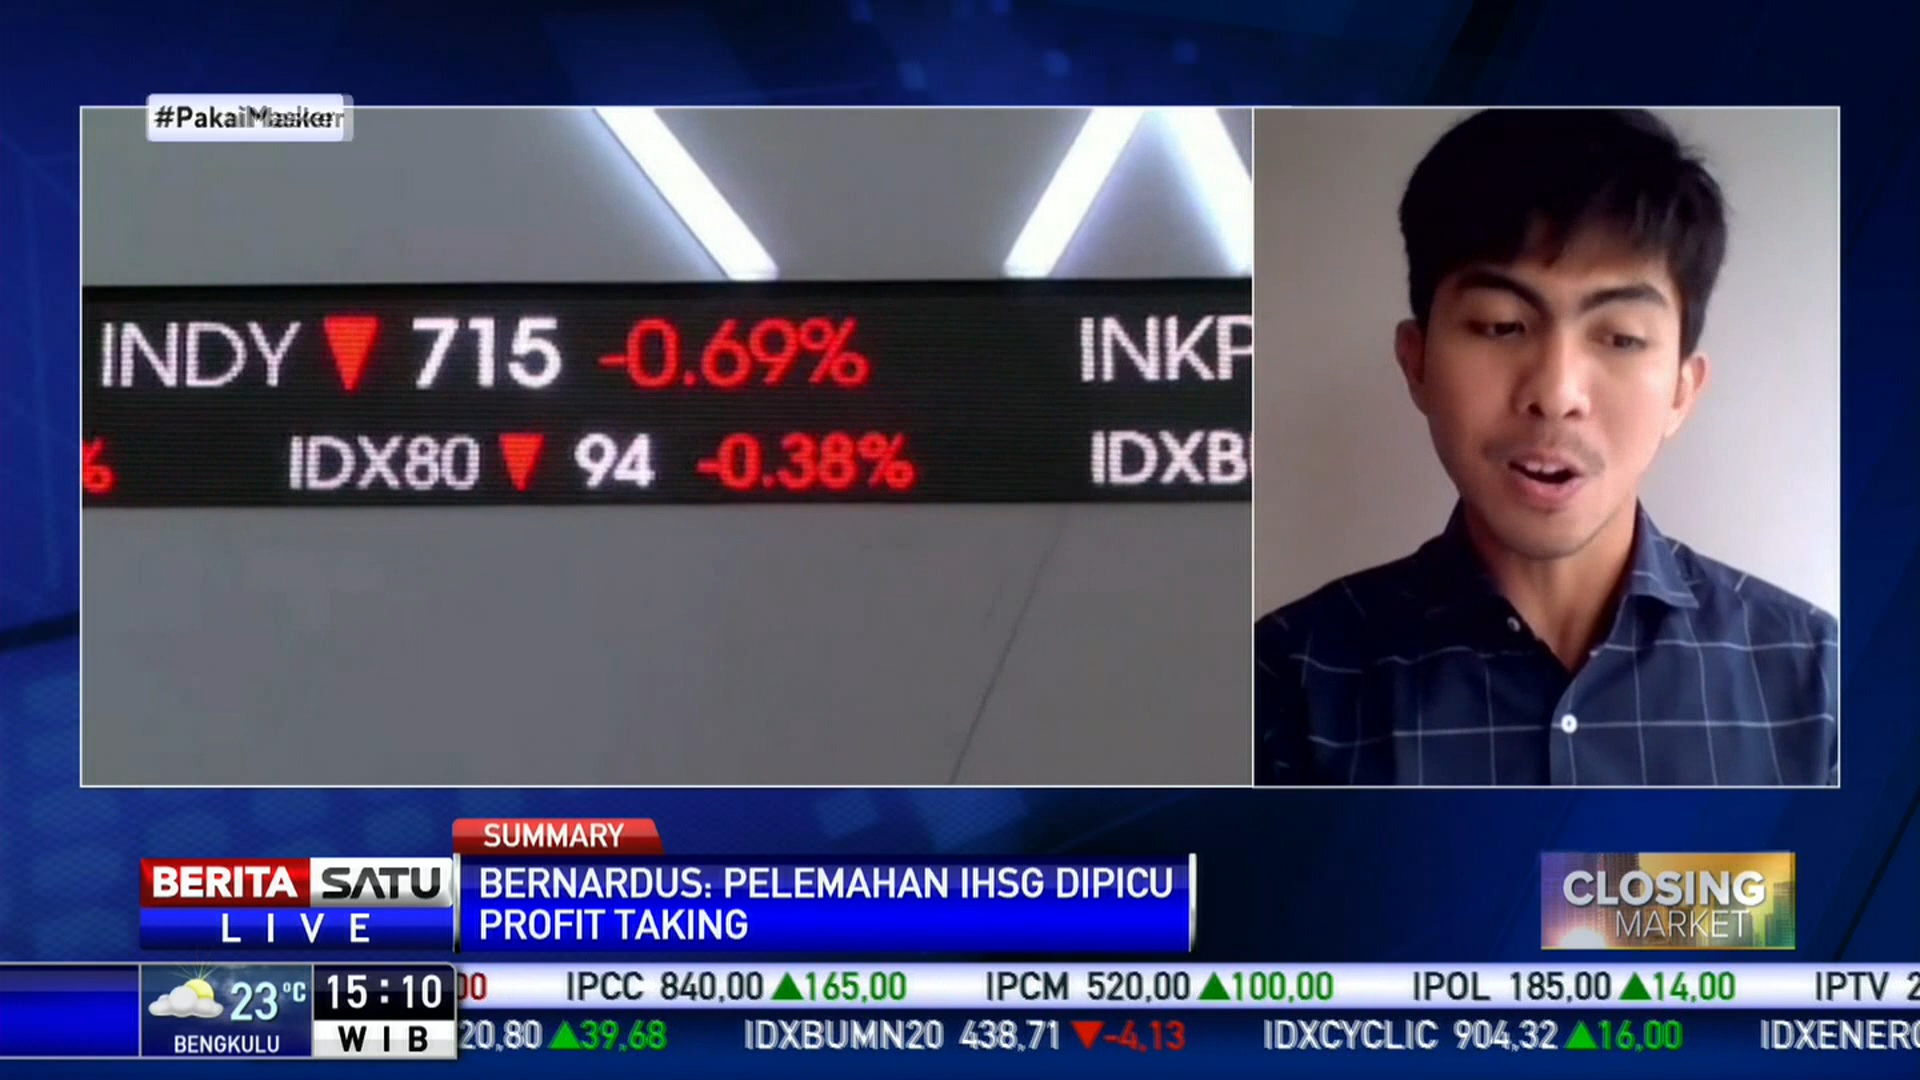 #PakaiMasker
INDY ▼ 715 -0.69% INKP
% IDX80 ▼ 94 -0.38% IDXB
SUMMARY
BERITA SATU
LIVE
BERNARDUS: PELEMAHAN IHSG DIPICU
PROFIT TAKING
CLOSING
MARKET
23°C
BENGKULU
15:10
WIB
00 IPCC 840,00 ▲165,00 IPCM 520,00 ▲100,00 IPOL 185,00 ▲14,00 IPTV 2
20,80 ▲39,68 IDXBUMN20 438,71 ▼-4,13 IDXCYCLIC 904,32 ▲16,00 IDXENERG